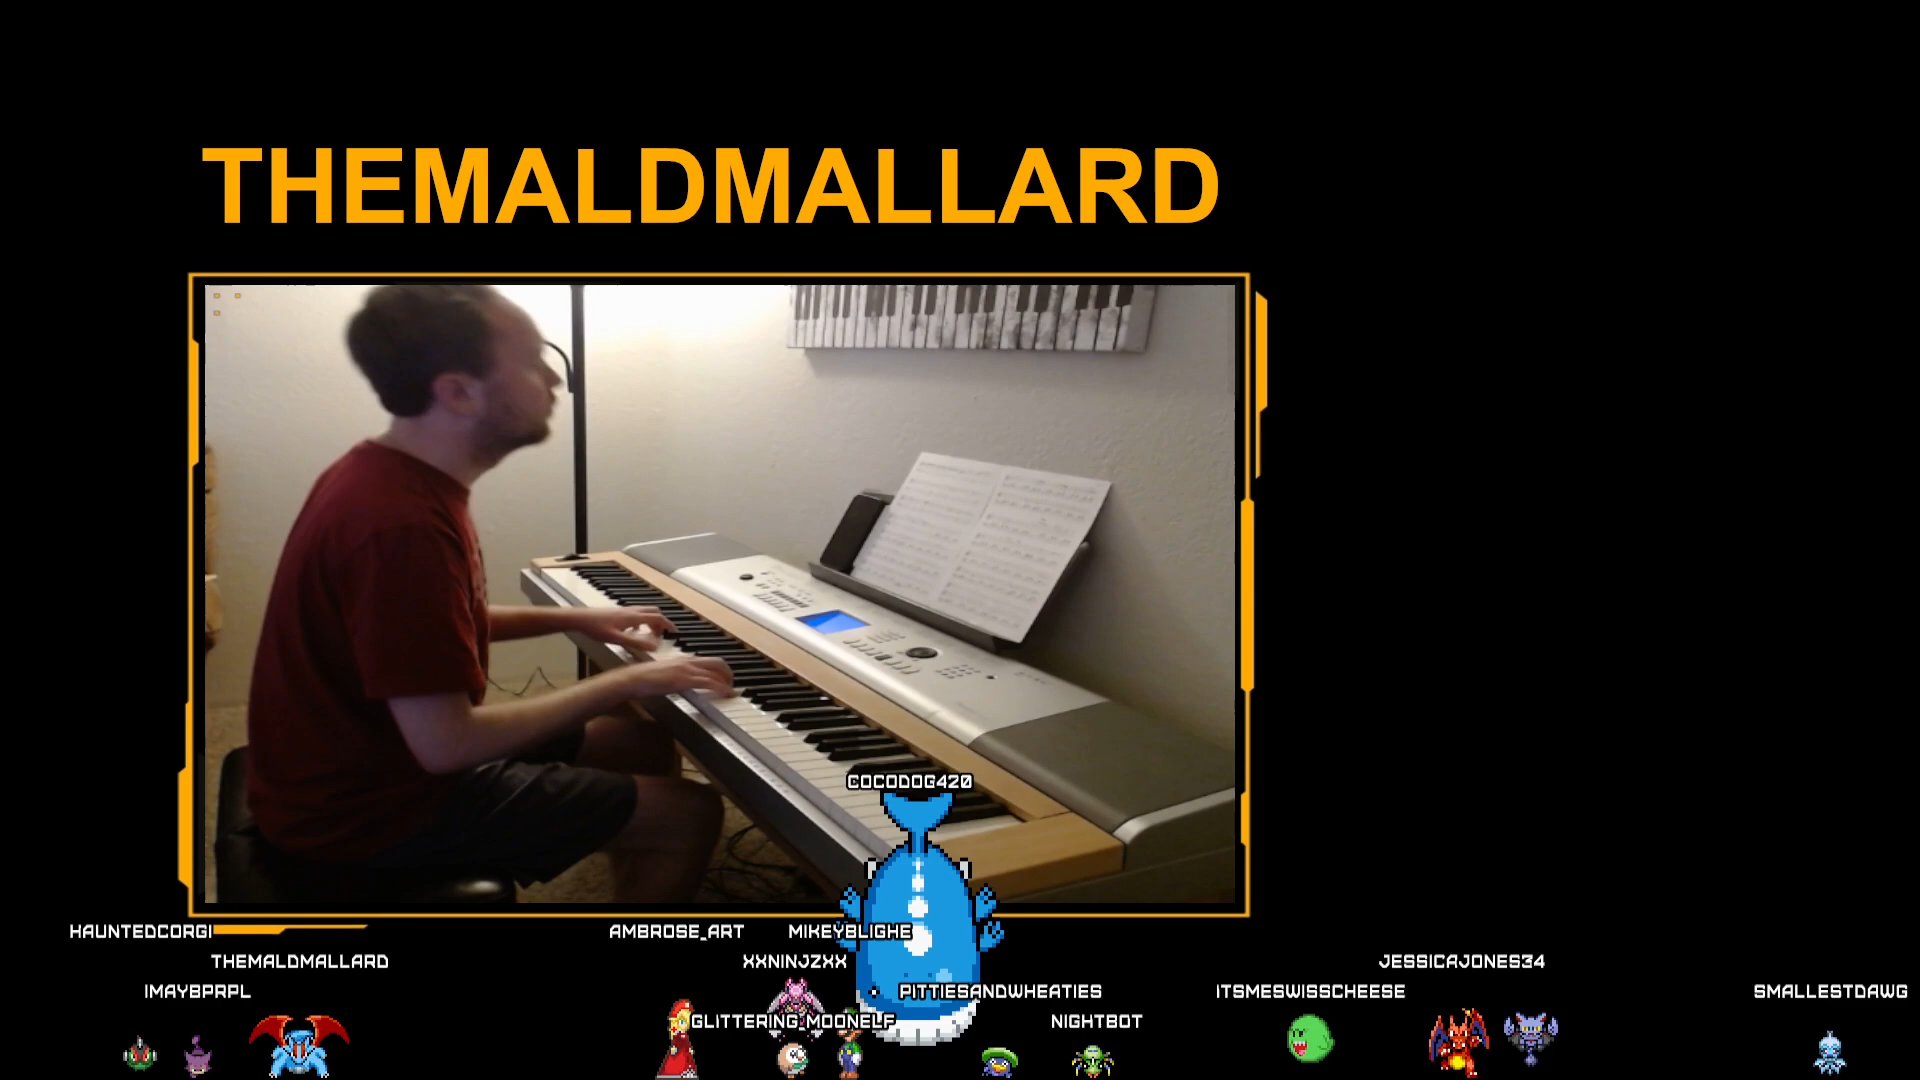 THEMALDMALLARD
COCODOG420
HAUNTEDCORGI AMBROSE_ART MIKEYBLIGHE
THEMALDMALLARD XXNINJZXX JESSICAJONES34
IMAYBPRPL PITTIESANDWHEATIES ITSMESWISSCHEESE SMALLESTDAWG
GLITTERING_MOONELF NIGHTBOT